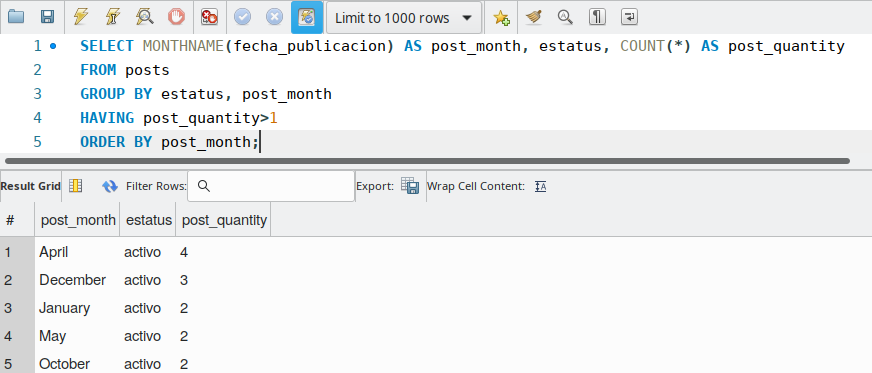 Limit to 1000 rows
1 SELECT MONTHNAME(fecha_publicacion) AS post_month, estatus, COUNT(*) AS post_quantity
2 FROM posts
3 GROUP BY estatus, post_month
4 HAVING post_quantity>1
5 ORDER BY post_month;
Result Grid Filter Rows: Export: Wrap Cell Content:
# post_month estatus post_quantity
1 April activo 4
2 December activo 3
3 January activo 2
4 May activo 2
5 October activo 2